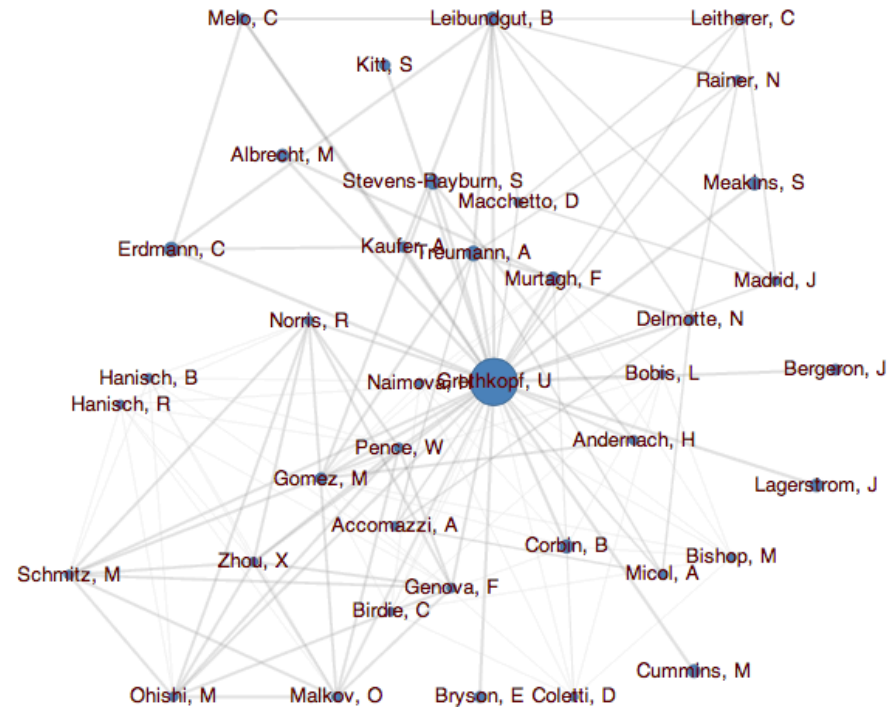 Melo, C
Leibundgut, B
Leitherer, C
Kitt, S
Rainer, N
Albrecht, M
Stevens-Rayburn, S
Meakins, S
Macchetto, D
Erdmann, C
Kaufer, A
Treumann, A
Murtagh, F
Madrid, J
Norris, R
Delmotte, N
Hanisch, B
Naimova, H
Grothkopf, U
Bobis, L
Bergeron, J
Hanisch, R
Pence, W
Andernach, H
Gomez, M
Lagerstrom, J
Accomazzi, A
Corbin, B
Bishop, M
Schmitz, M
Zhou, X
Genova, F
Micol, A
Birdie, C
Cummins, M
Ohishi, M
Malkov, O
Bryson, E
Coletti, D